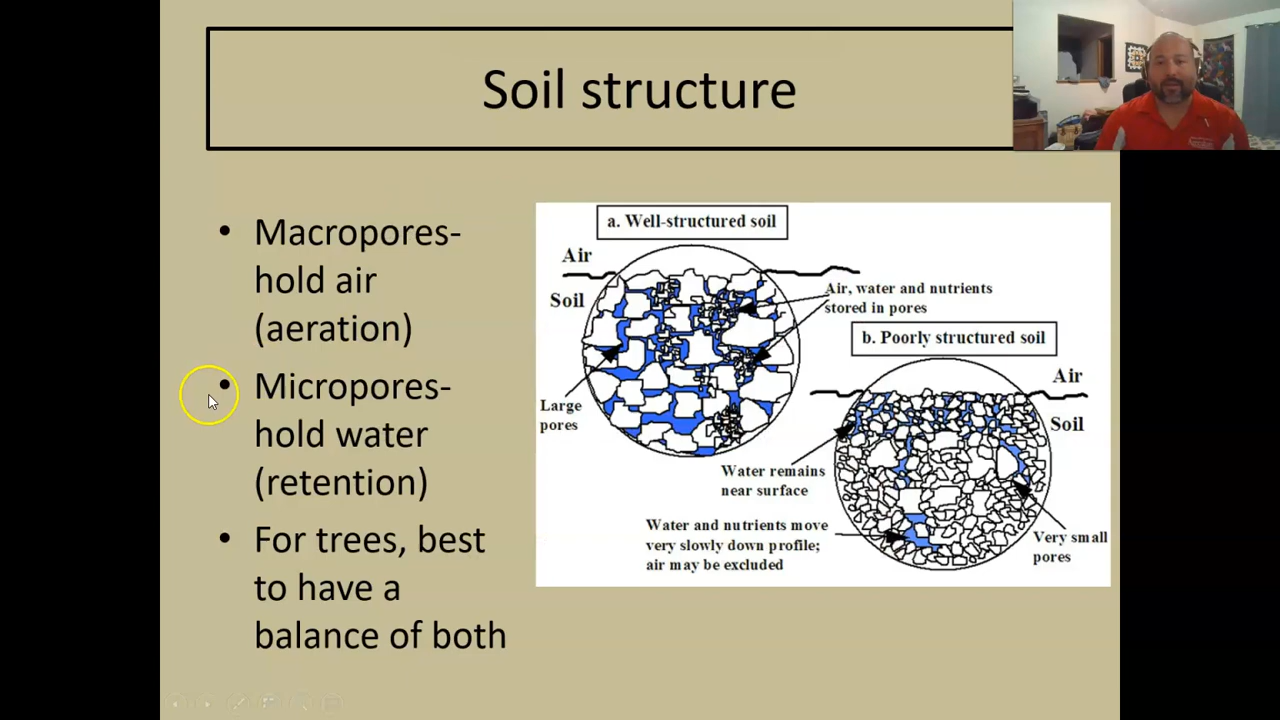 Soil structure
Macropores-
hold air
(aeration)
Micropores-
hold water
(retention)
For trees, best
to have a
balance of both
a. Well-structured soil
Air
Soil
Air, water and nutrients
stored in pores
Large
pores
b. Poorly structured soil
Air
Soil
Water remains
near surface
Water and nutrients move
very slowly down profile;
air may be excluded
Very small
pores